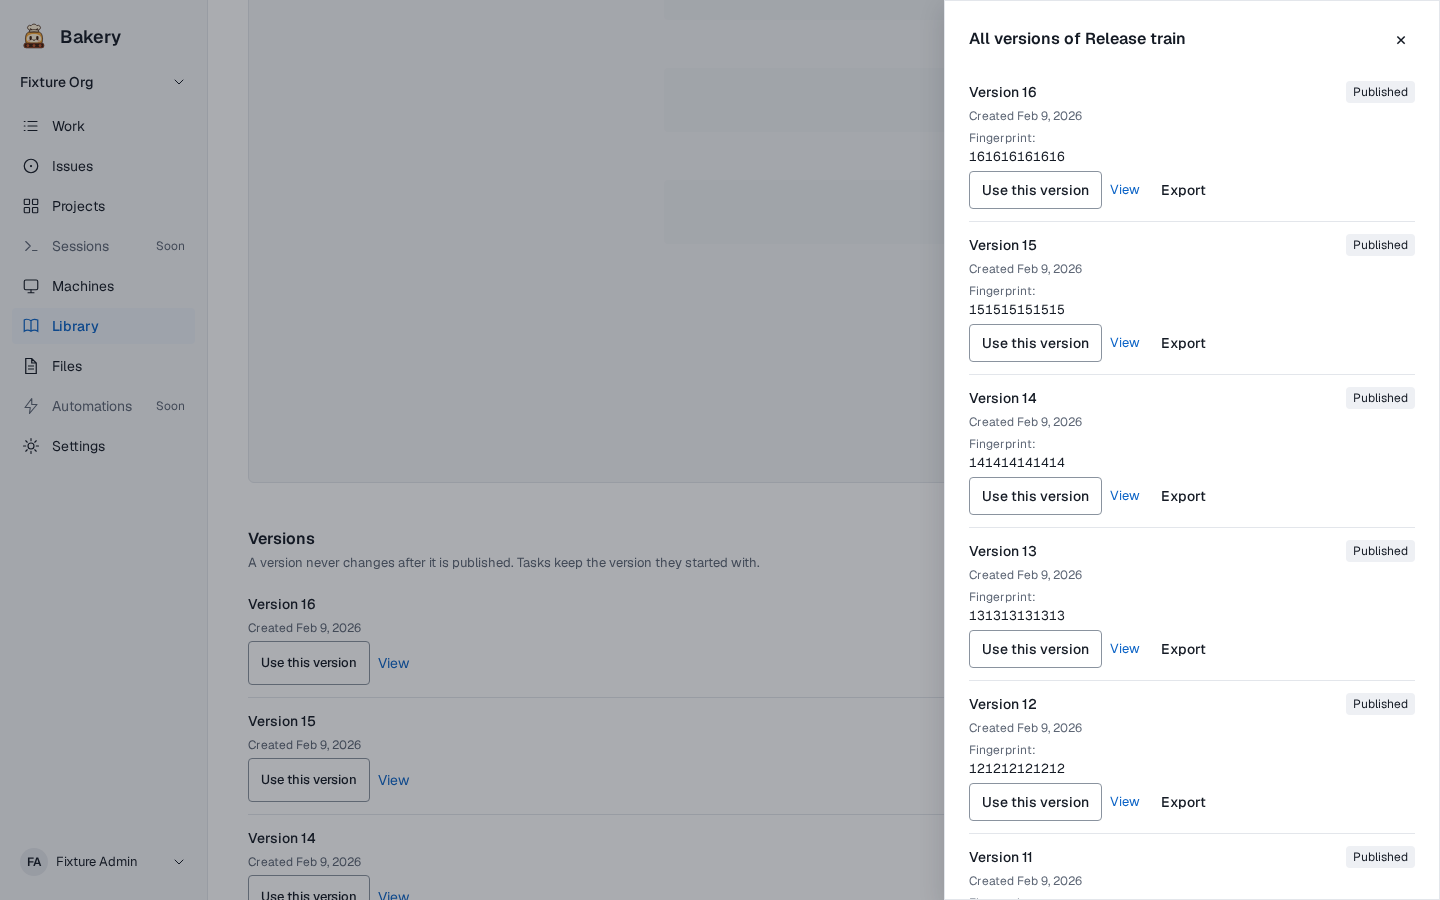 Bakery
Fixture Org
Work
Issues
Projects
Sessions Soon
Machines
Library
Files
Automations Soon
Settings
FA Fixture Admin
Versions
A version never changes after it is published. Tasks keep the version they started with.
Version 16
Created Feb 9, 2026
Use this version View
Version 15
Created Feb 9, 2026
Use this version View
Version 14
Created Feb 9, 2026
Use this version View
All versions of Release train
Version 16 Published
Created Feb 9, 2026
Fingerprint:
161616161616
Use this version View Export
Version 15 Published
Created Feb 9, 2026
Fingerprint:
151515151515
Use this version View Export
Version 14 Published
Created Feb 9, 2026
Fingerprint:
141414141414
Use this version View Export
Version 13 Published
Created Feb 9, 2026
Fingerprint:
131313131313
Use this version View Export
Version 12 Published
Created Feb 9, 2026
Fingerprint:
121212121212
Use this version View Export
Version 11 Published
Created Feb 9, 2026